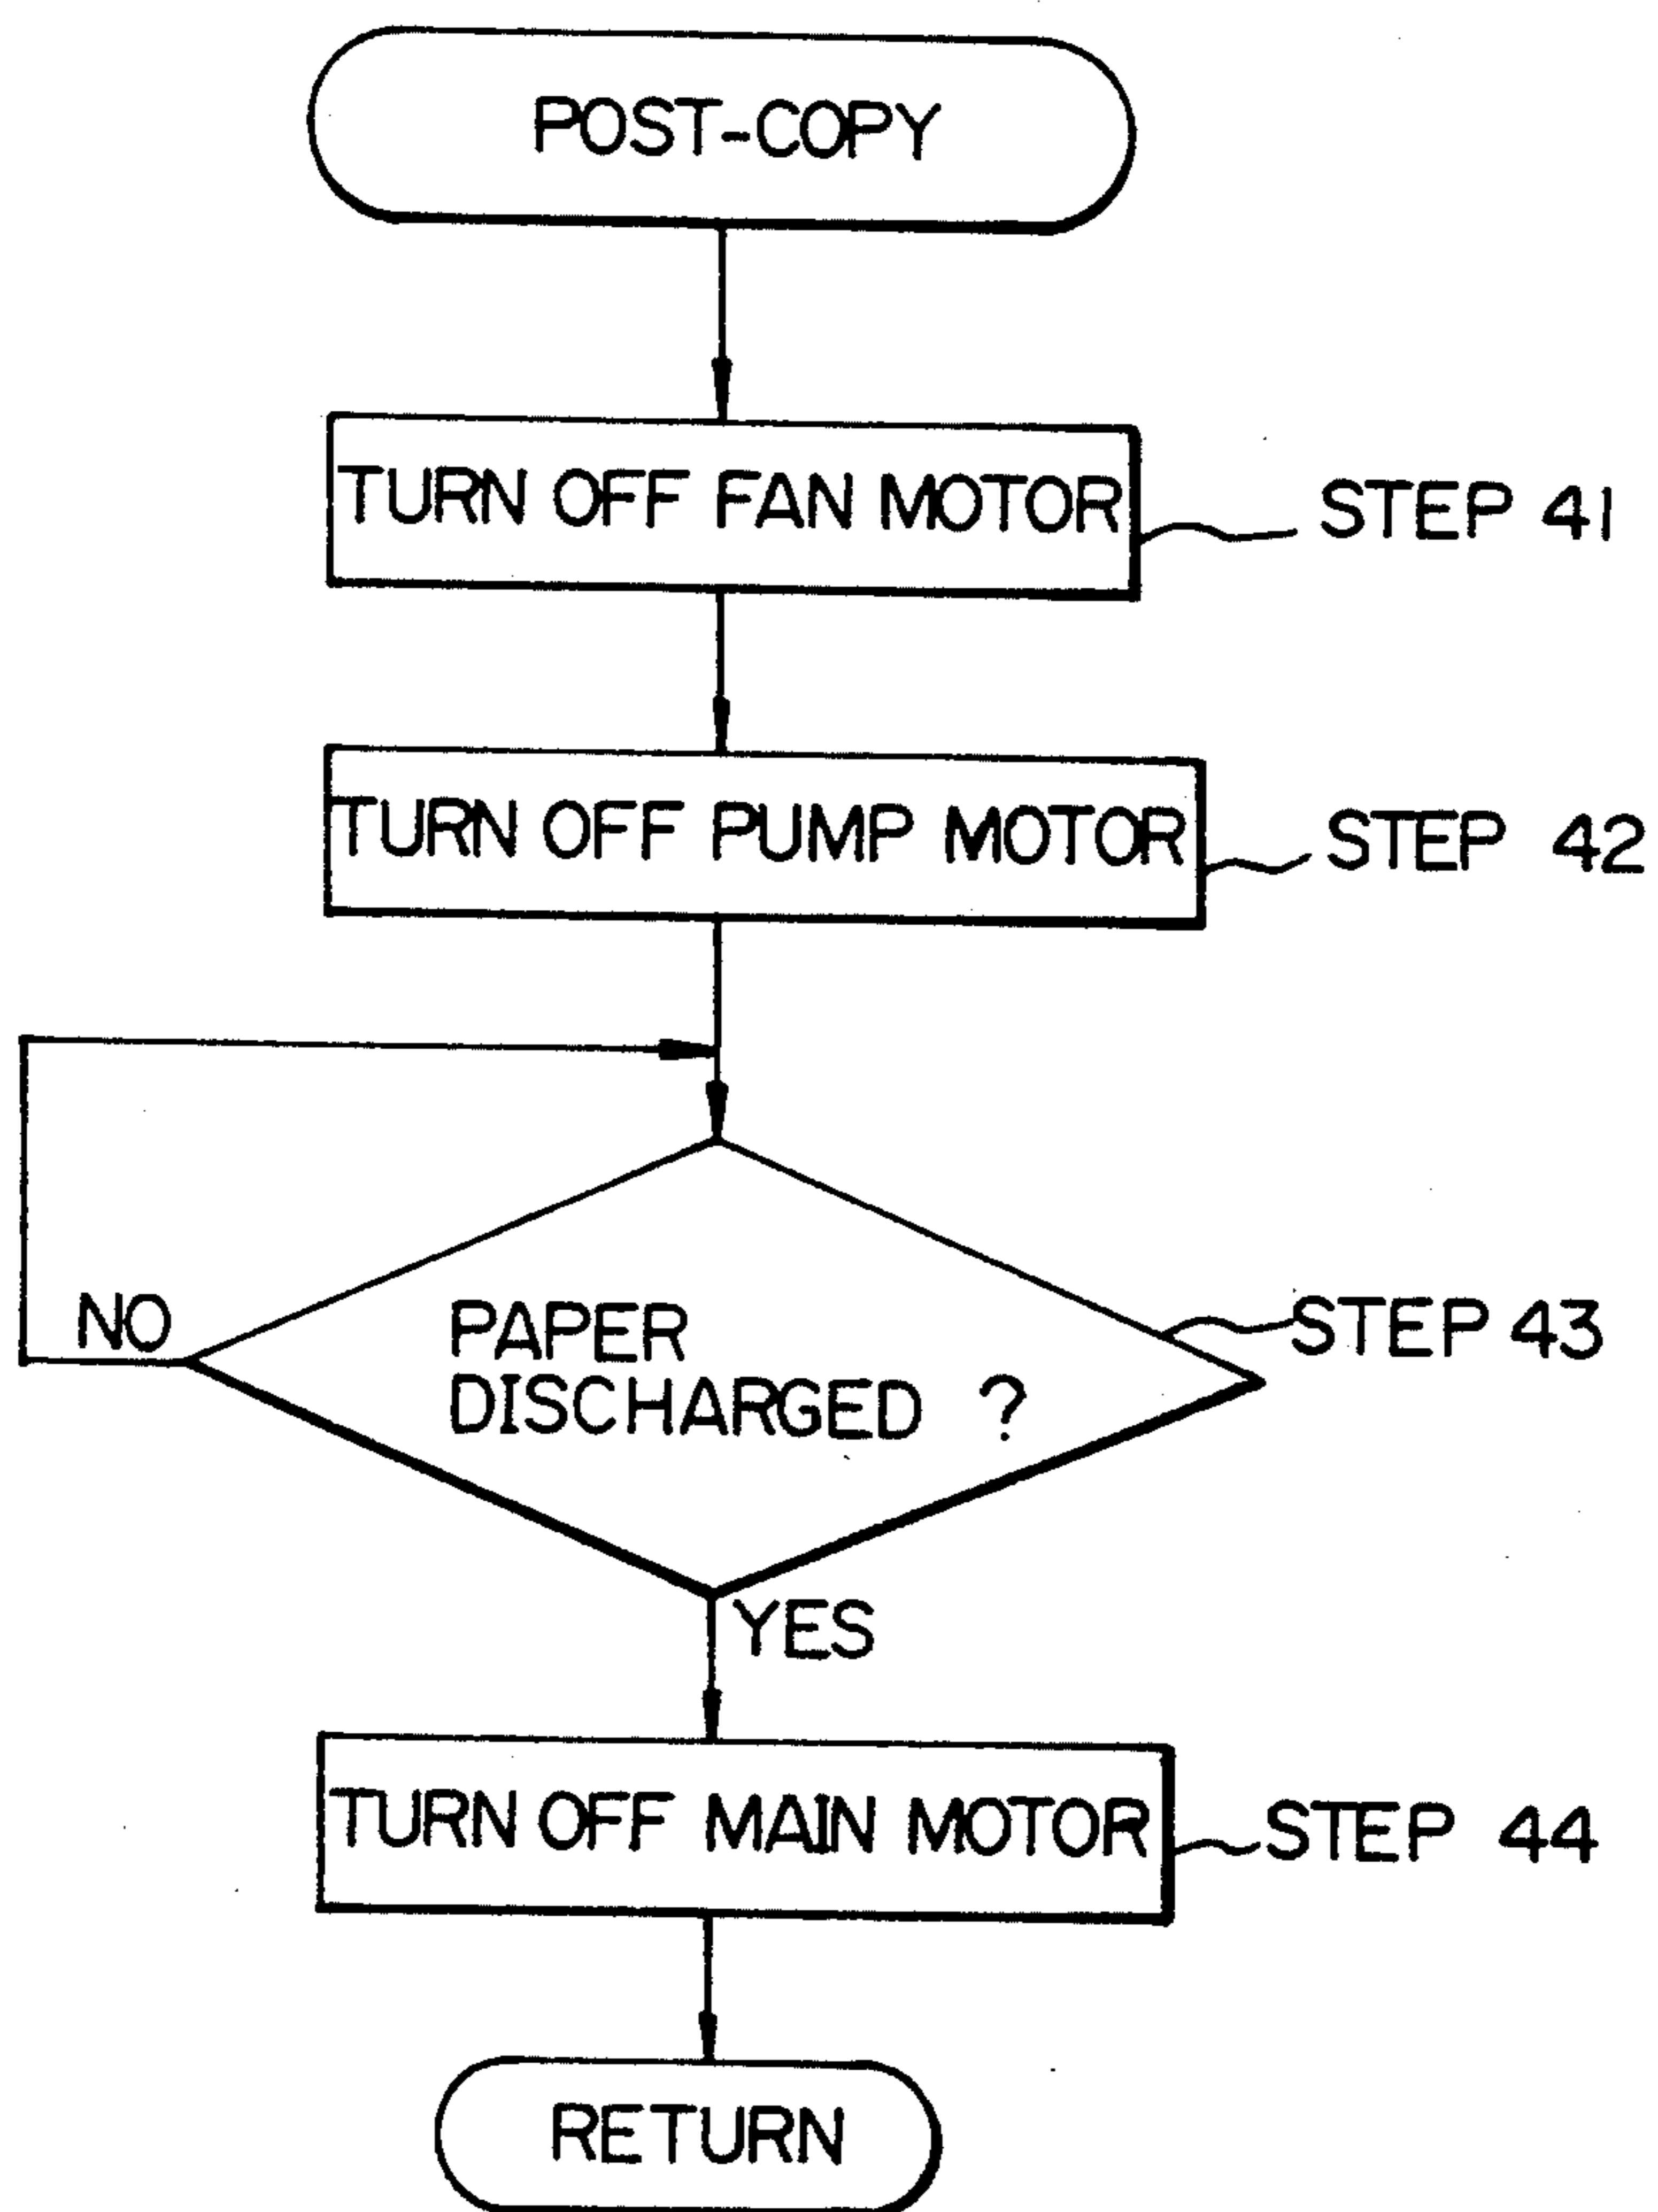 POST-COPY
TURN OFF FAN MOTOR
STEP 41
TURN OFF PUMP MOTOR
STEP 42
NO
PAPER
DISCHARGED ?
STEP 43
YES
TURN OFF MAIN MOTOR
STEP 44
RETURN